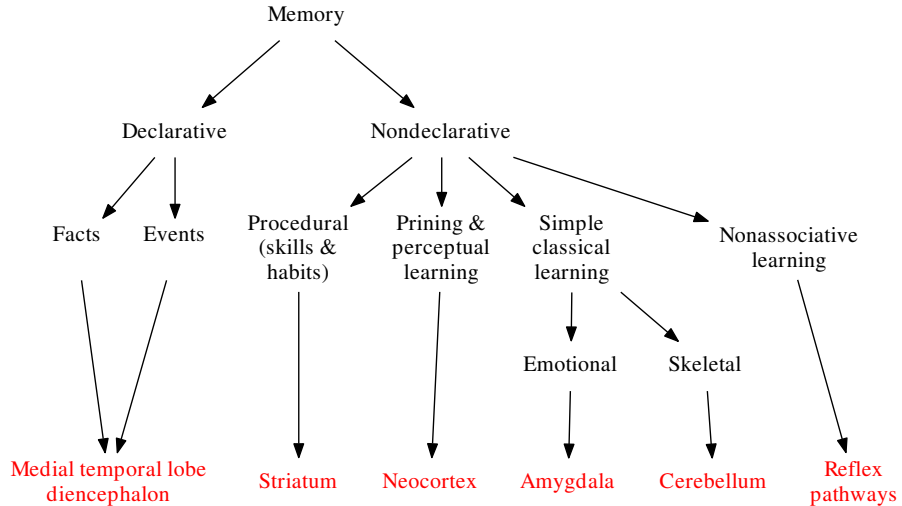 Memory
Declarative
Nondeclarative
Facts
Events
Procedural
(skills &
habits)
Prining &
perceptual
learning
Simple
classical
learning
Nonassociative
learning
Emotional
Skeletal
Medial temporal lobe
diencephalon
Striatum
Neocortex
Amygdala
Cerebellum
Reflex
pathways